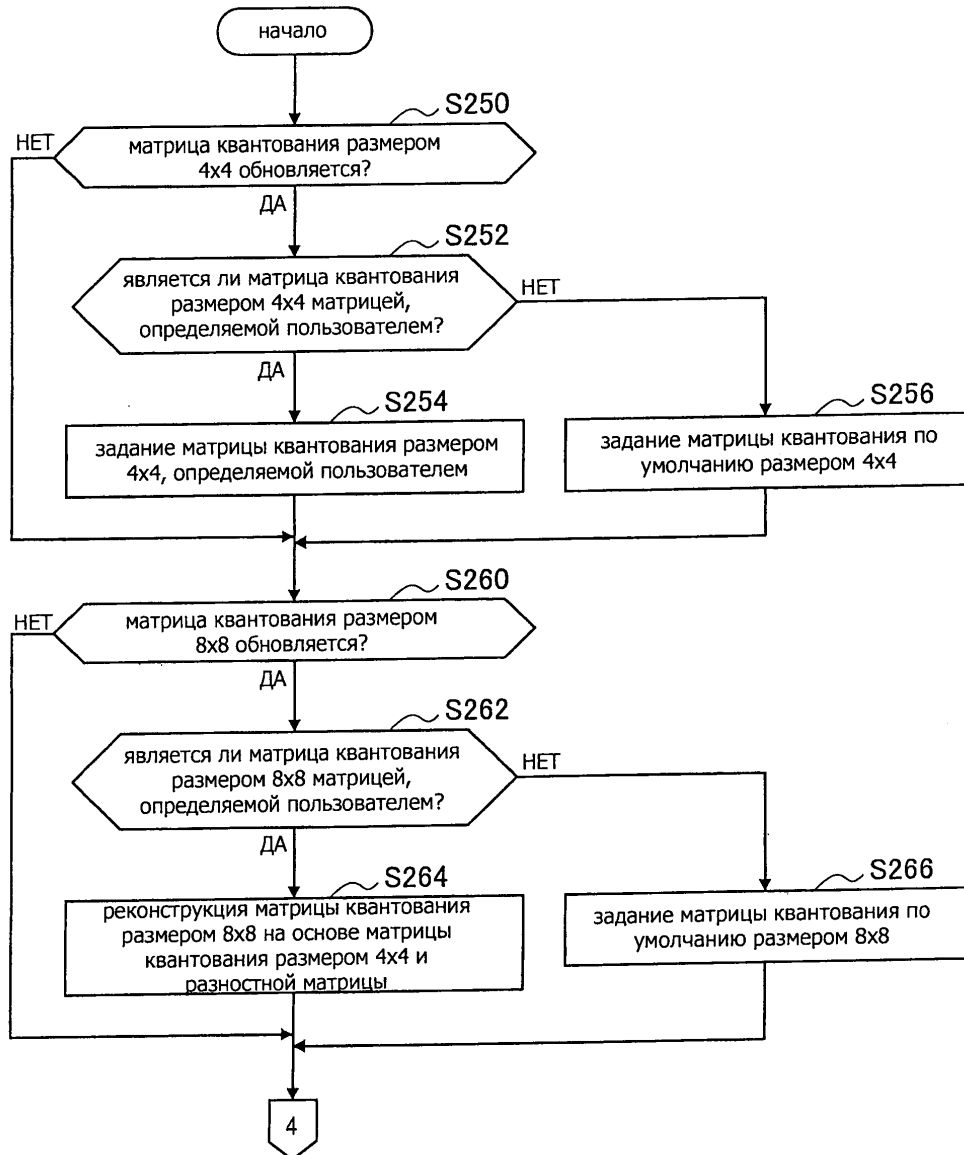 начало
S250
НЕТ
матрица квантования размером
4x4 обновляется?
ДА
S252
является ли матрица квантования
размером 4x4 матрицей,
определяемой пользователем?
НЕТ
ДА
S254
задание матрицы квантования размером
4x4, определяемой пользователем
S256
задание матрицы квантования по
умолчанию размером 4x4
S260
НЕТ
матрица квантования размером
8x8 обновляется?
ДА
S262
является ли матрица квантования
размером 8x8 матрицей,
определяемой пользователем?
НЕТ
ДА
S264
реконструкция матрицы квантования
размером 8x8 на основе матрицы
квантования размером 4x4 и
разностной матрицы
S266
задание матрицы квантования по
умолчанию размером 8x8
4